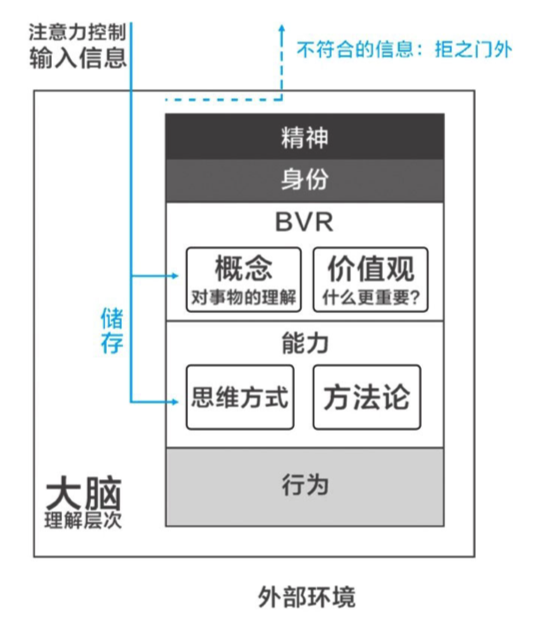 注意力控制
输入信息
不符合的信息：拒之门外
精神
身份
BVR
概念
对事物的理解
价值观
什么更重要?
储存
能力
思维方式
方法论
行为
大脑
理解层次
外部环境